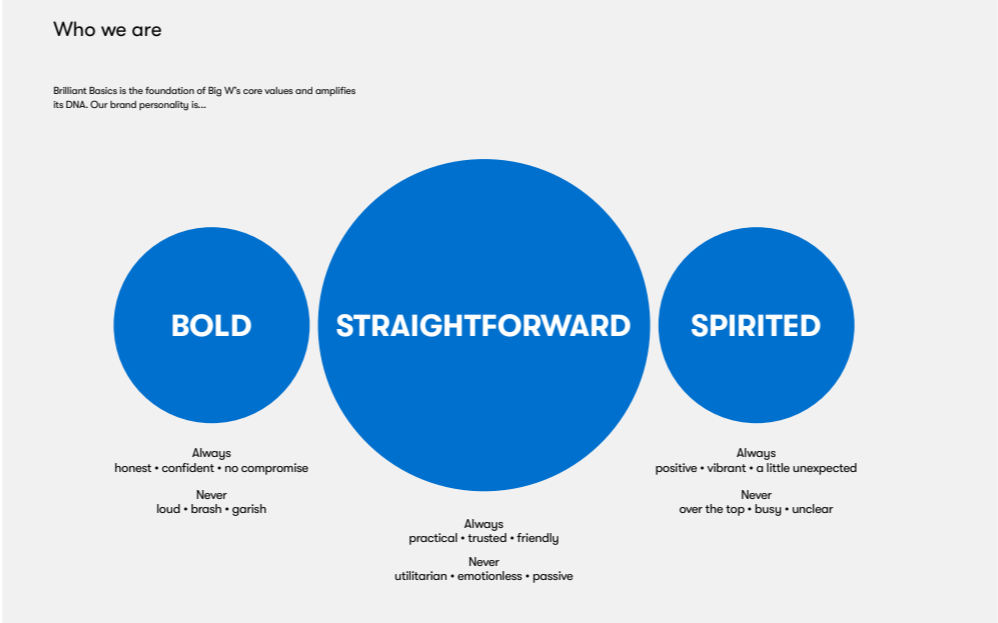 Who we are
Brilliant Basics is the foundation of Big W's core values and amplifies
its DNA. Our brand personality is...
BOLD
STRAIGHTFORWARD
SPIRITED
Always
honest • confident • no compromise
Never
loud • brash • garish
Always
practical • trusted • friendly
Never
utilitarian • emotionless • passive
Always
positive • vibrant • a little unexpected
Never
over the top • busy • unclear